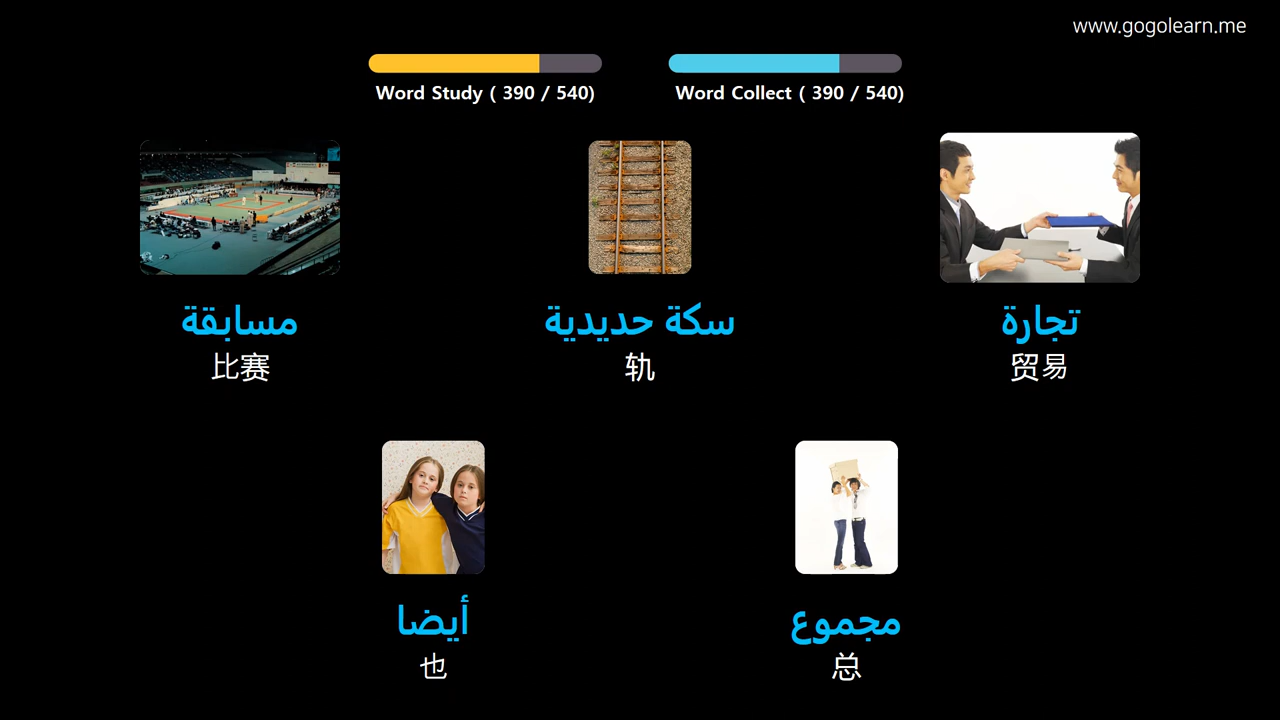 www.gogolearn.me
Word Study ( 390 / 540)
Word Collect ( 390 / 540)
مسابقة
比赛
سكة حديدية
轨
تجارة
贸易
أيضا
也
مجموع
总